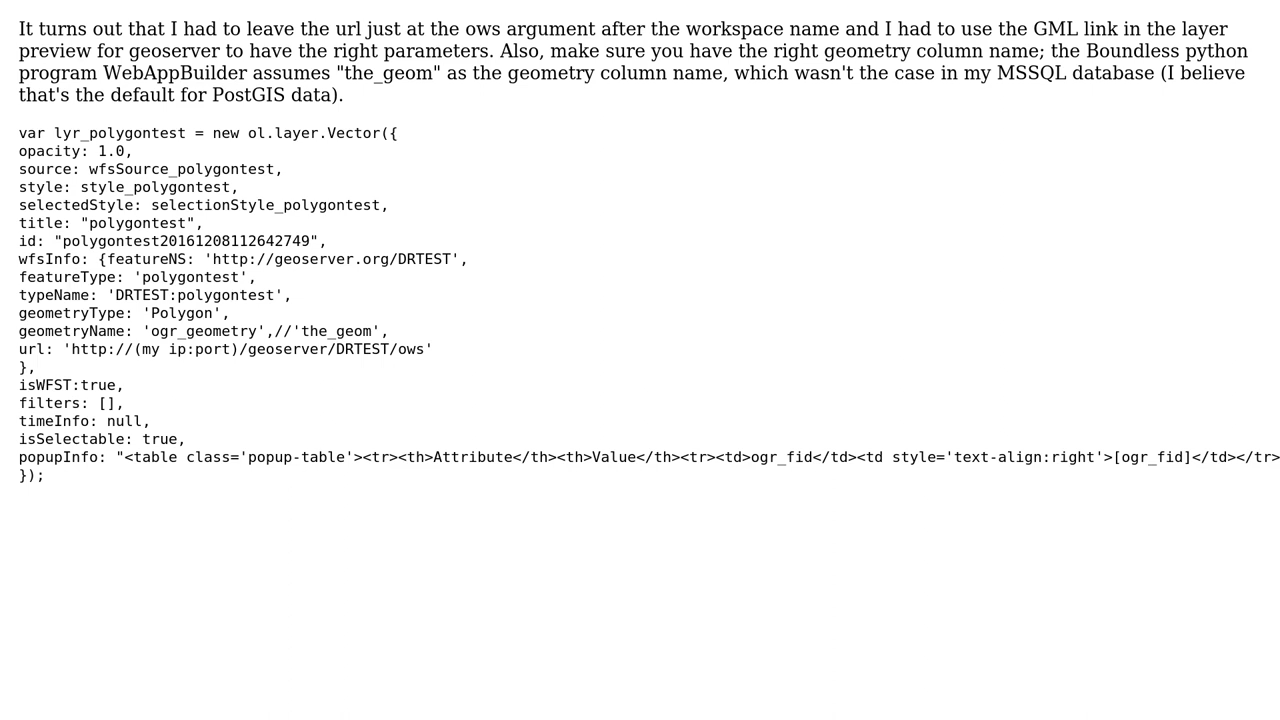 It turns out that I had to leave the url just at the ows argument after the workspace name and I had to use the GML link in the layer
preview for geoserver to have the right parameters. Also, make sure you have the right geometry column name; the Boundless python
program WebAppBuilder assumes "the_geom" as the geometry column name, which wasn't the case in my MSSQL database (I believe
that's the default for PostGIS data).
var lyr_polygontest = new ol.layer.Vector({
opacity: 1.0,
source: wfsSource_polygontest,
style: style_polygontest,
selectedStyle: selectionStyle_polygontest,
title: "polygontest",
id: "polygontest20161208112642749",
wfsInfo: {featureNS: 'http://geoserver.org/DRTEST',
featureType: 'polygontest',
typeName: 'DRTEST:polygontest',
geometryType: 'Polygon',
geometryName: 'ogr_geometry',//'the_geom',
url: 'http://(my ip:port)/geoserver/DRTEST/ows'
},
isWFST:true,
filters: [],
timeInfo: null,
isSelectable: true,
popupInfo: "<table class='popup-table'><tr><th>Attribute</th><th>Value</th><tr><td>ogr_fid</td><td style='text-align:right'>[ogr_fid]</td></tr>
});